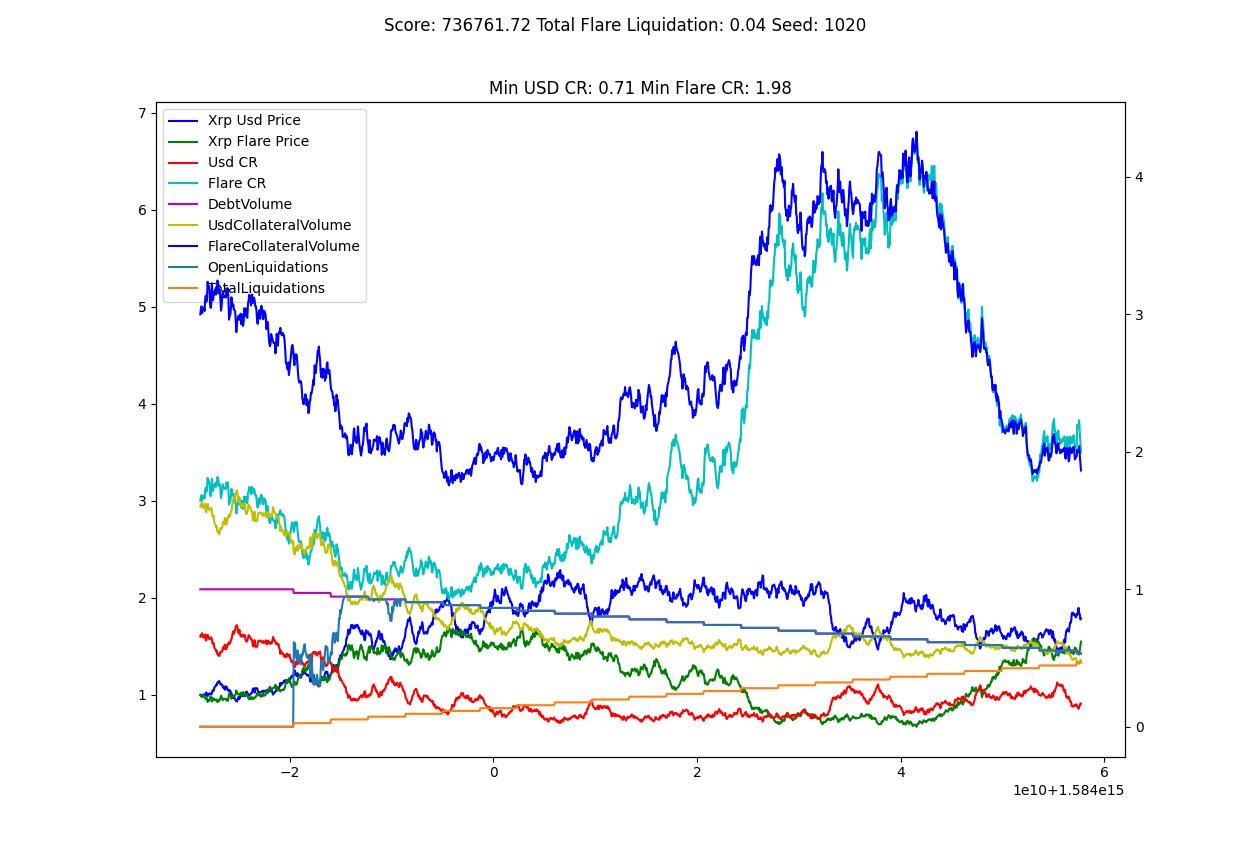 Score: 736761.72 Total Flare Liquidation: 0.04 Seed: 1020
Min USD CR: 0.71 Min Flare CR: 1.98
Xrp Usd Price
Xrp Flare Price
Usd CR
Flare CR
DebtVolume
UsdCollateralVolume
FlareCollateralVolume
OpenLiquidations
TotalLiquidations
7
6
5
4
3
2
1
4
3
2
1
0
−2
0
2
4
6
1e10+1.584e15